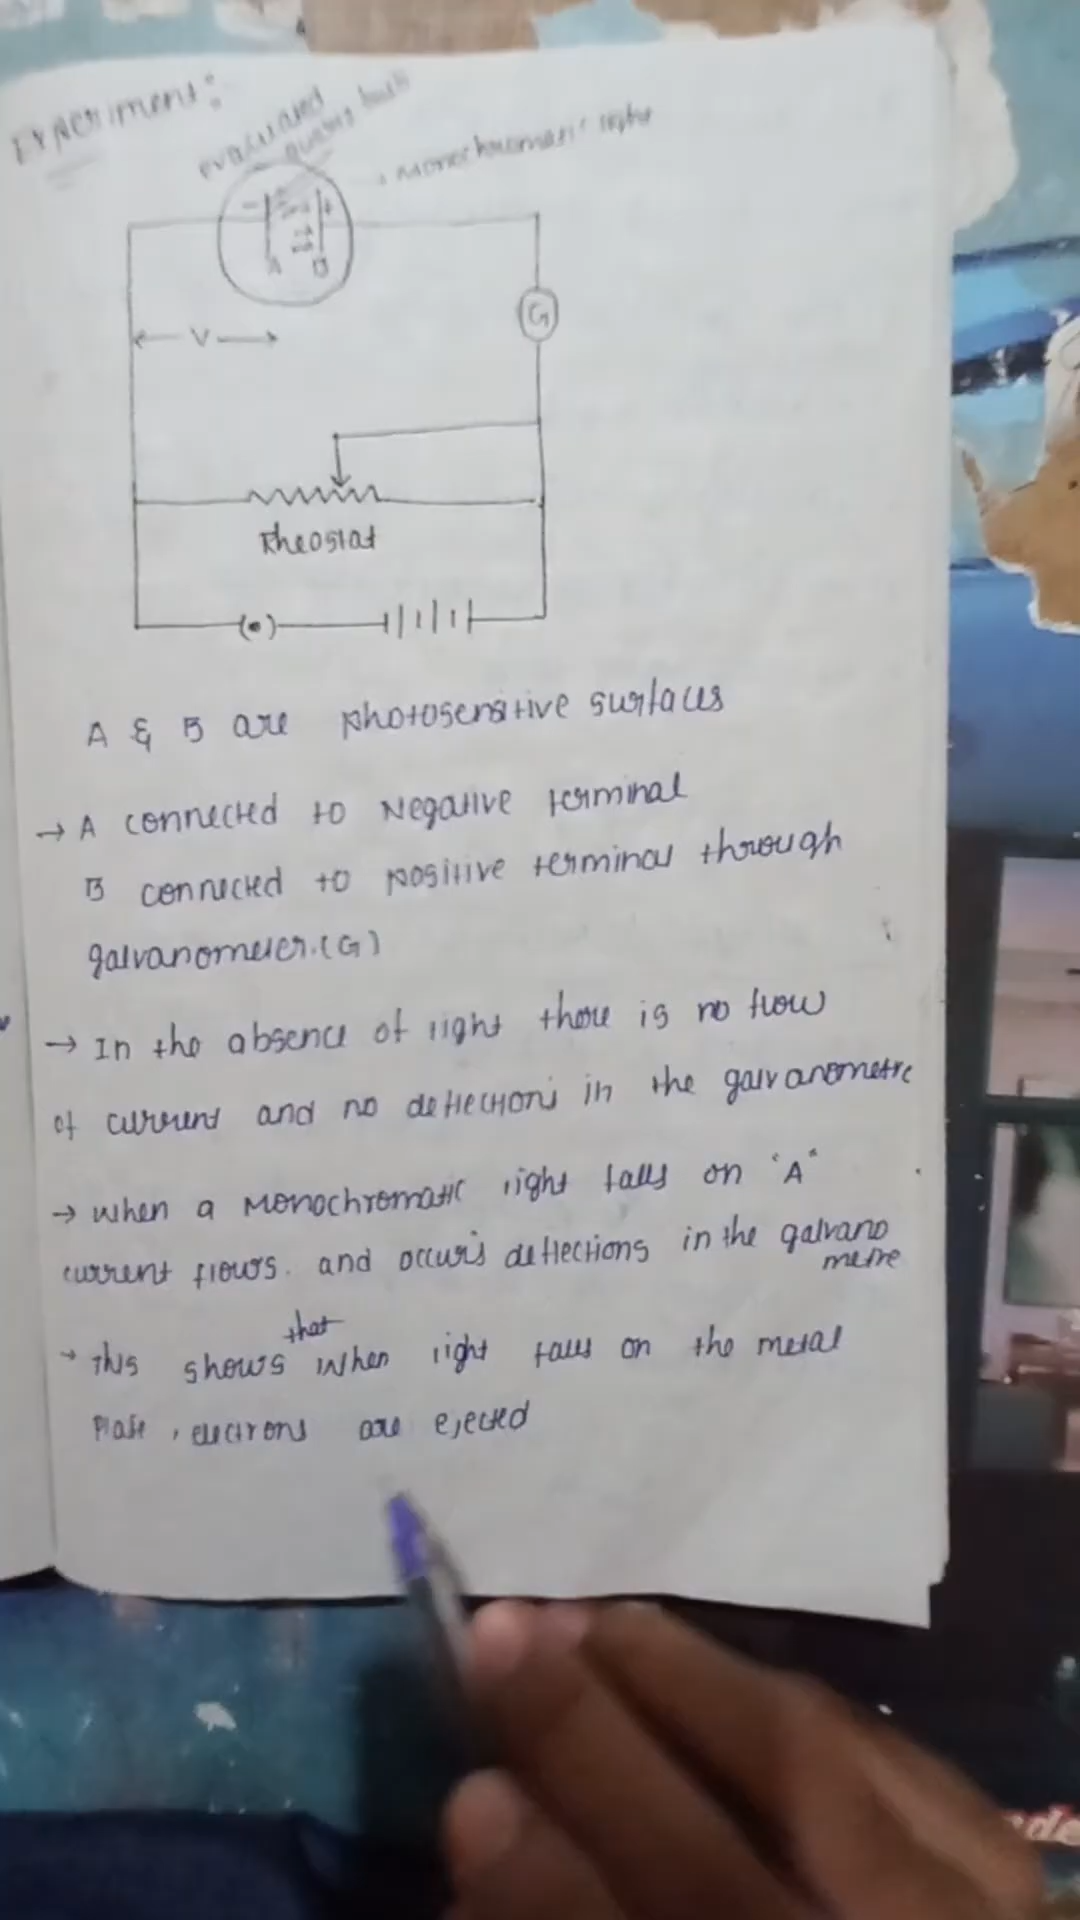 Experiment:
evacuated
quartz bulb
Monochromatic light
- +
A B
G
V
Rheostat
A & B are photosensitive surfaces
→ A connected to Negative terminal
B connected to positive terminal through
galvanometer.(G)
→ In the absence of light there is no flow
of current and no deflections in the galvanometre
→ when a Monochromatic light falls on "A"
current flows. and occurs deflections in the galvano
metre
that
→ This shows when light falls on the metal
Plate, electrons are ejected